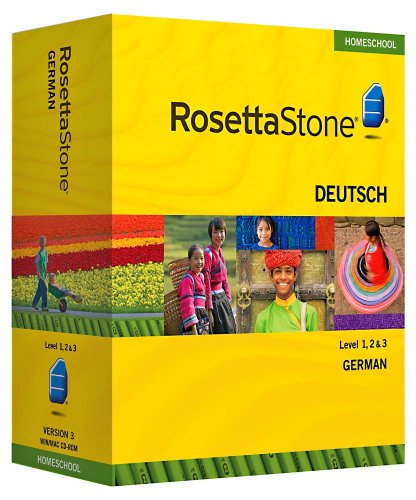 HOMESCHOOL
RosettaStone®
DEUTSCH
Level 1, 2 & 3
GERMAN
RosettaStone®
GERMAN
Level 1, 2 & 3
VERSION 3
WIN/MAC CD-ROM
HOMESCHOOL